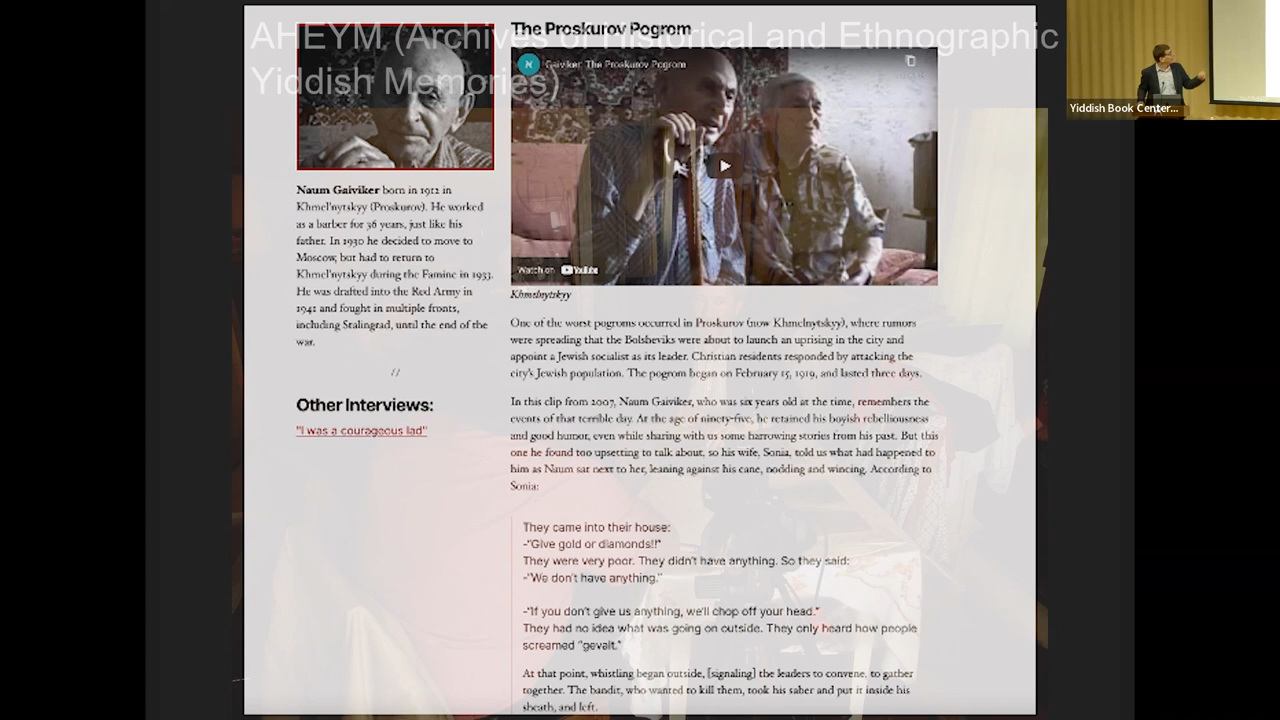 AHEYM (Archives of Historical and Ethnographic
Yiddish Memories)
The Proskurov Pogrom
Gaiviker: The Proskurov Pogrom
Yiddish Book Center...
Watch on YouTube
Khmelnytskyy
Naum Gaiviker born in 1912 in
Khmel'nytskyy (Proskurov). He worked
as a barber for 36 years, just like his
father. In 1930 he decided to move to
Moscow, but had to return to
Khmel'nytskyy during the Famine in 1933.
He was drafted into the Red Army in
1941 and fought in multiple fronts,
including Stalingrad, until the end of the
war.
//
Other Interviews:
"I was a courageous lad"
One of the worst pogroms occurred in Proskurov (now Khmelnytskyy), where rumors
were spreading that the Bolsheviks were about to launch an uprising in the city and
appoint a Jewish socialist as its leader. Christian residents responded by attacking the
city's Jewish population. The pogrom began on February 15, 1919, and lasted three days.
In this clip from 2007, Naum Gaiviker, who was six years old at the time, remembers the
events of that terrible day. At the age of ninety-five, he retained his boyish rebelliousness
and good humor, even while sharing with us some harrowing stories from his past. But this
one he found too upsetting to talk about, so his wife, Sonia, told us what had happened to
him as Naum sat next to her, leaning against his cane, nodding and wincing. According to
Sonia:
They came into their house:
-"Give gold or diamonds!!"
They were very poor. They didn't have anything. So they said:
-"We don't have anything."
-"If you don't give us anything, we'll chop off your head."
They had no idea what was going on outside. They only heard how people
screamed "gevalt."
At that point, whistling began outside, [signaling] the leaders to convene, to gather
together. The bandit, who wanted to kill them, took his saber and put it inside his
sheath, and left.